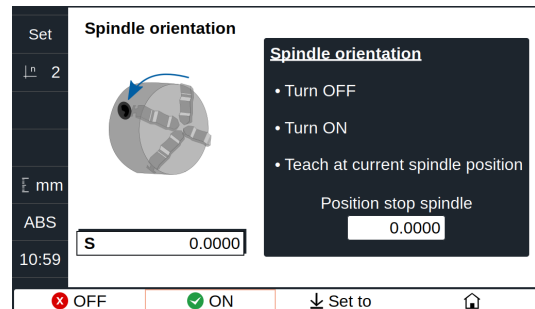 Set
n 2
mm
ABS
10:59
Spindle orientation
S 0.0000
Spindle orientation
• Turn OFF
• Turn ON
• Teach at current spindle position
Position stop spindle
0.0000
OFF
ON
Set to